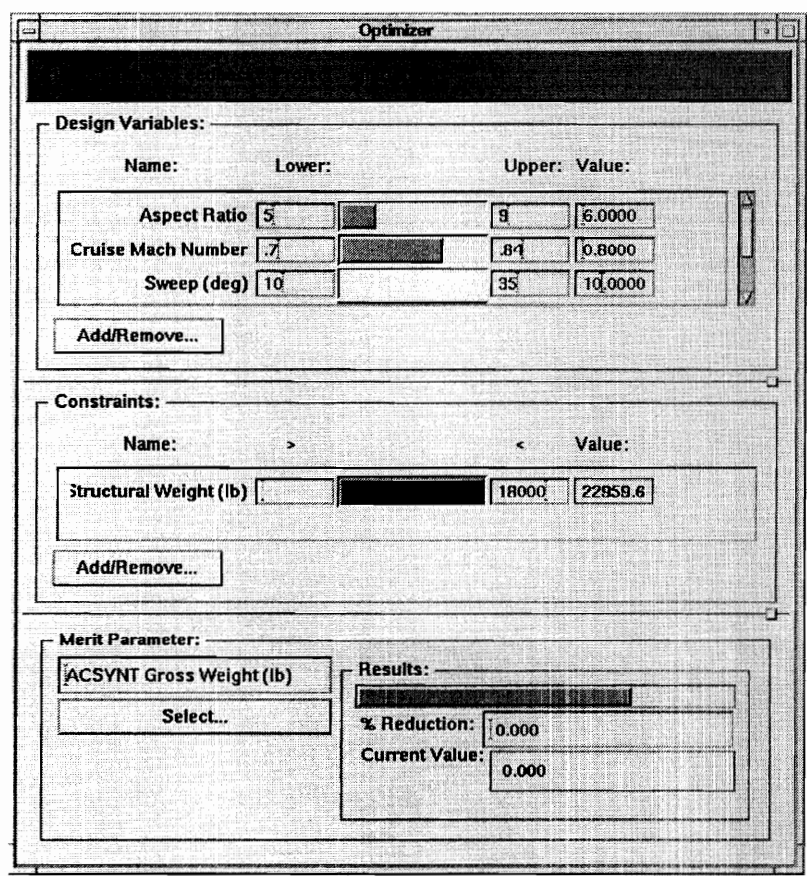 Optimizer
Design Variables:
Name: Lower: Upper: Value:
Aspect Ratio 5 9 6.0000
Cruise Mach Number .7 .84 0.8000
Sweep (deg) 10 35 10.0000
Add/Remove...
Constraints:
Name: > < Value:
Structural Weight (lb) 18000 22959.6
Add/Remove...
Merit Parameter:
ACSYNT Gross Weight (lb)
Select...
Results:
% Reduction: 0.000
Current Value: 0.000